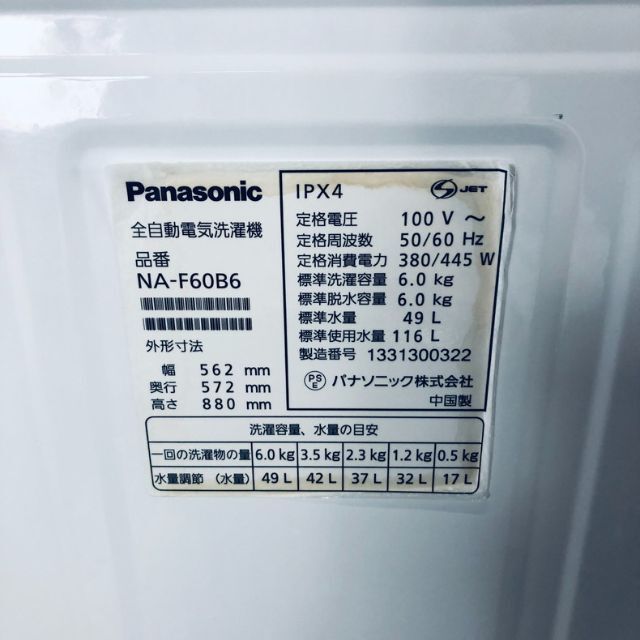 Panasonic
全自動電気洗濯機
品番
NA-F60B6
外形寸法
幅 562 mm
奥行 572 mm
高さ 880 mm
IPX4
S JET
定格電圧 100 V ～
定格周波数 50/60 Hz
定格消費電力 380/445 W
標準洗濯容量 6.0 kg
標準脱水容量 6.0 kg
標準水量 49 L
標準使用水量 116 L
製造番号 1331300322
PSE パナソニック株式会社
中国製
洗濯容量、水量の目安
一回の洗濯物の量 6.0 kg 3.5 kg 2.3 kg 1.2 kg 0.5 kg
水量調節 (水量) 49 L 42 L 37 L 32 L 17 L